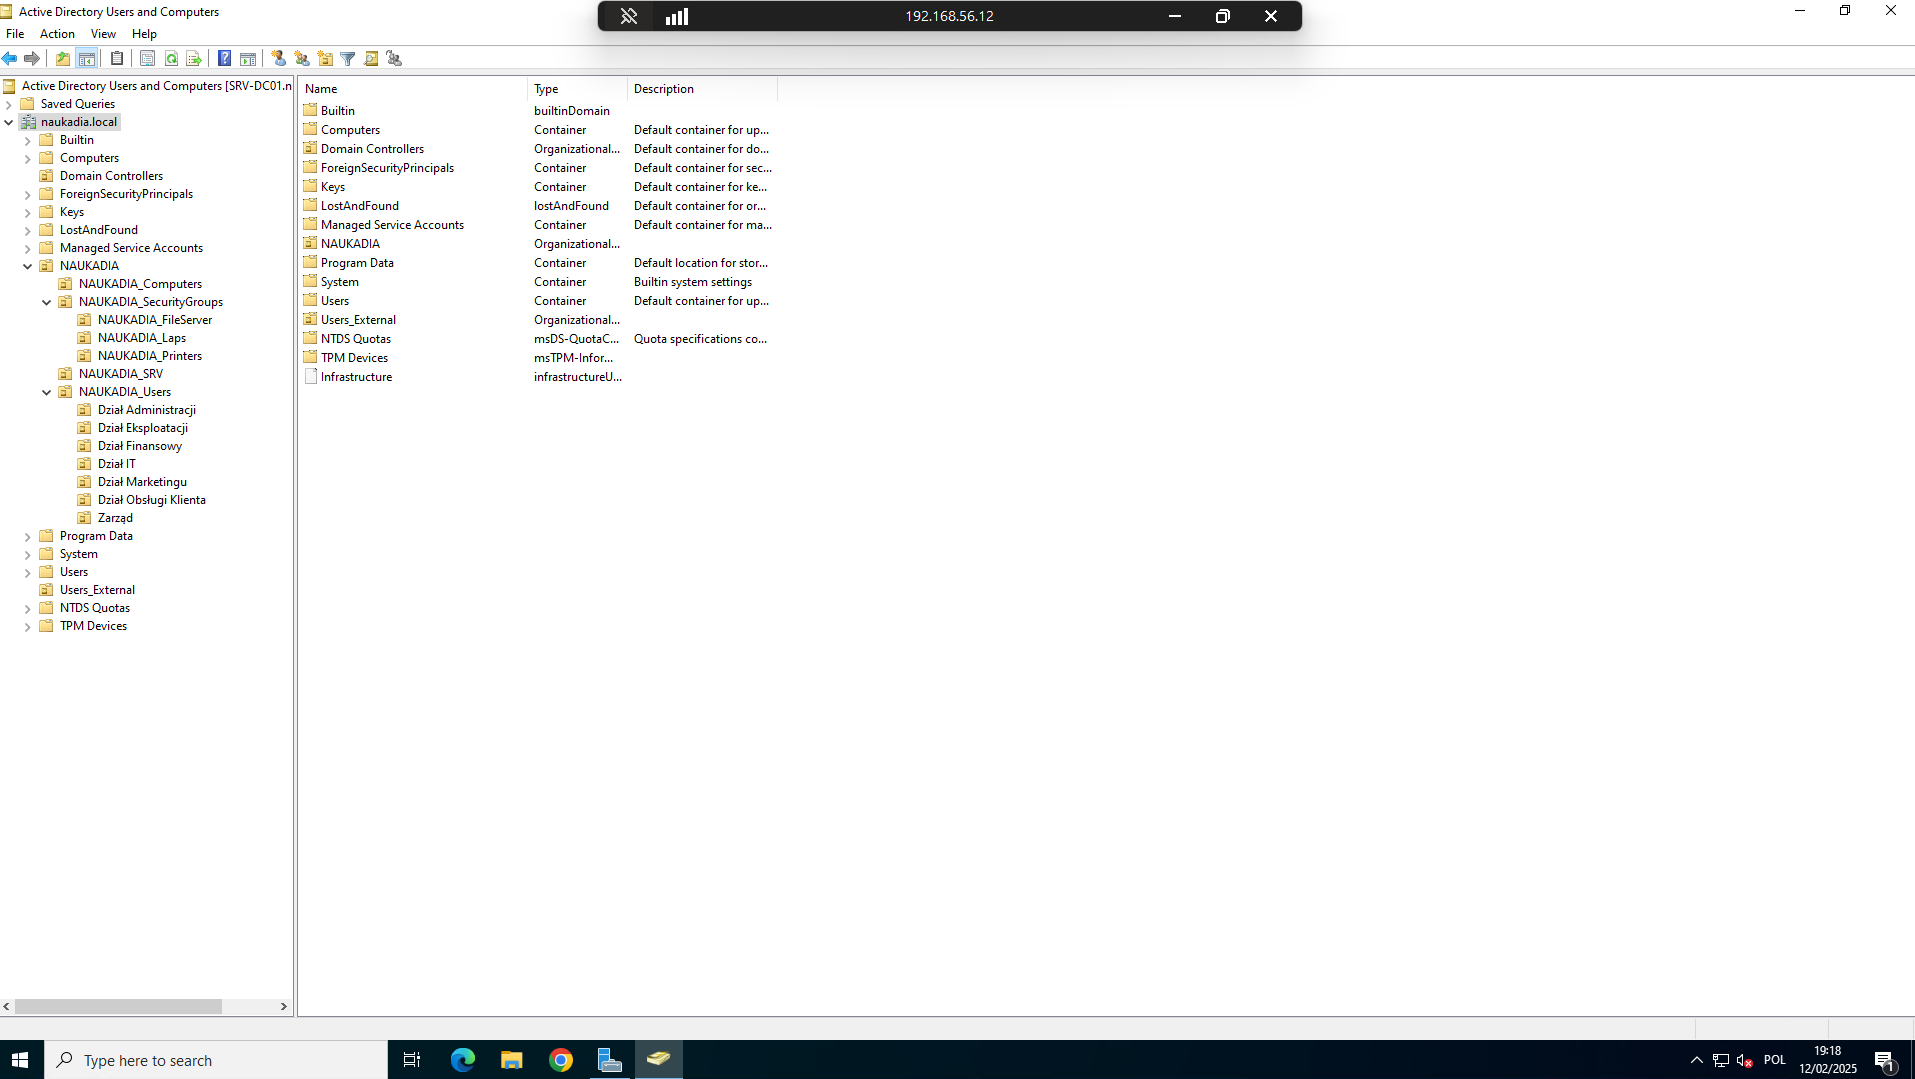 Active Directory Users and Computers
192.168.56.12
File Action View Help
Active Directory Users and Computers [SRV-DC01.n
Saved Queries
naukadia.local
Builtin
Computers
Domain Controllers
ForeignSecurityPrincipals
Keys
LostAndFound
Managed Service Accounts
NAUKADIA
NAUKADIA_Computers
NAUKADIA_SecurityGroups
NAUKADIA_FileServer
NAUKADIA_Laps
NAUKADIA_Printers
NAUKADIA_SRV
NAUKADIA_Users
Dział Administracji
Dział Eksploatacji
Dział Finansowy
Dział IT
Dział Marketingu
Dział Obsługi Klienta
Zarząd
Program Data
System
Users
Users_External
NTDS Quotas
TPM Devices
Name Type Description
Builtin builtinDomain
Computers Container Default container for up...
Domain Controllers Organizational... Default container for do...
ForeignSecurityPrincipals Container Default container for sec...
Keys Container Default container for ke...
LostAndFound lostAndFound Default container for or...
Managed Service Accounts Container Default container for ma...
NAUKADIA Organizational...
Program Data Container Default location for stor...
System Container Builtin system settings
Users Container Default container for up...
Users_External Organizational...
NTDS Quotas msDS-QuotaC... Quota specifications co...
TPM Devices msTPM-Infor...
Infrastructure infrastructureU...
Type here to search
POL
19:18
12/02/2025
1